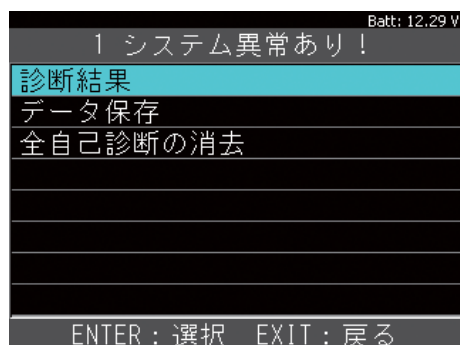 Batt: 12.29 V
1 システム異常あり！
診断結果
データ保存
全自己診断の消去
ENTER：選択 EXIT：戻る